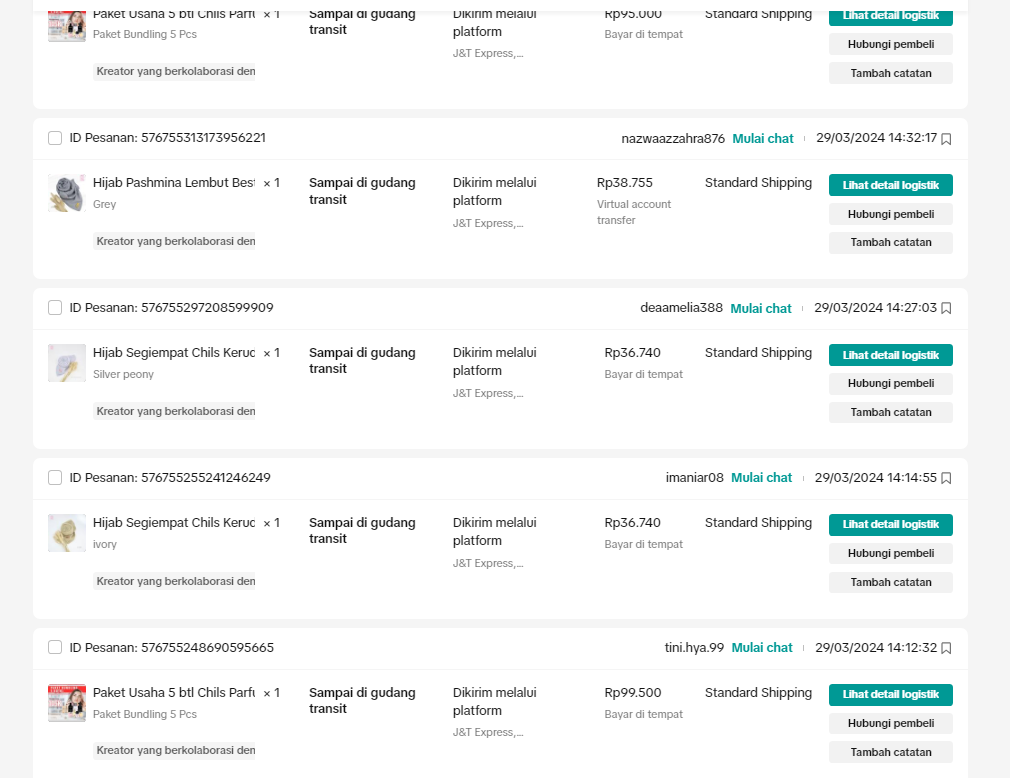 Paket Usaha 5 btl Chils Parfu × 1 Sampai di gudang transit Dikirim melalui platform Rp95.000 Standard Shipping Lihat detail logistik
Paket Bundling 5 Pcs J&T Express,... Bayar di tempat Hubungi pembeli
Kreator yang berkolaborasi den Tambah catatan
ID Pesanan: 576755313173956221 nazwaazzahra876 Mulai chat 29/03/2024 14:32:17
Hijab Pashmina Lembut Best × 1 Sampai di gudang transit Dikirim melalui platform Rp38.755 Standard Shipping Lihat detail logistik
Grey J&T Express,... Virtual account transfer Hubungi pembeli
Kreator yang berkolaborasi den Tambah catatan
ID Pesanan: 576755297208599909 deaamelia388 Mulai chat 29/03/2024 14:27:03
Hijab Segiempat Chils Keruc × 1 Sampai di gudang transit Dikirim melalui platform Rp36.740 Standard Shipping Lihat detail logistik
Silver peony J&T Express,... Bayar di tempat Hubungi pembeli
Kreator yang berkolaborasi den Tambah catatan
ID Pesanan: 576755255241246249 imaniar08 Mulai chat 29/03/2024 14:14:55
Hijab Segiempat Chils Keruc × 1 Sampai di gudang transit Dikirim melalui platform Rp36.740 Standard Shipping Lihat detail logistik
ivory J&T Express,... Bayar di tempat Hubungi pembeli
Kreator yang berkolaborasi den Tambah catatan
ID Pesanan: 576755248690595665 tini.hya.99 Mulai chat 29/03/2024 14:12:32
Paket Usaha 5 btl Chils Parfu × 1 Sampai di gudang transit Dikirim melalui platform Rp99.500 Standard Shipping Lihat detail logistik
Paket Bundling 5 Pcs J&T Express,... Bayar di tempat Hubungi pembeli
Kreator yang berkolaborasi den Tambah catatan